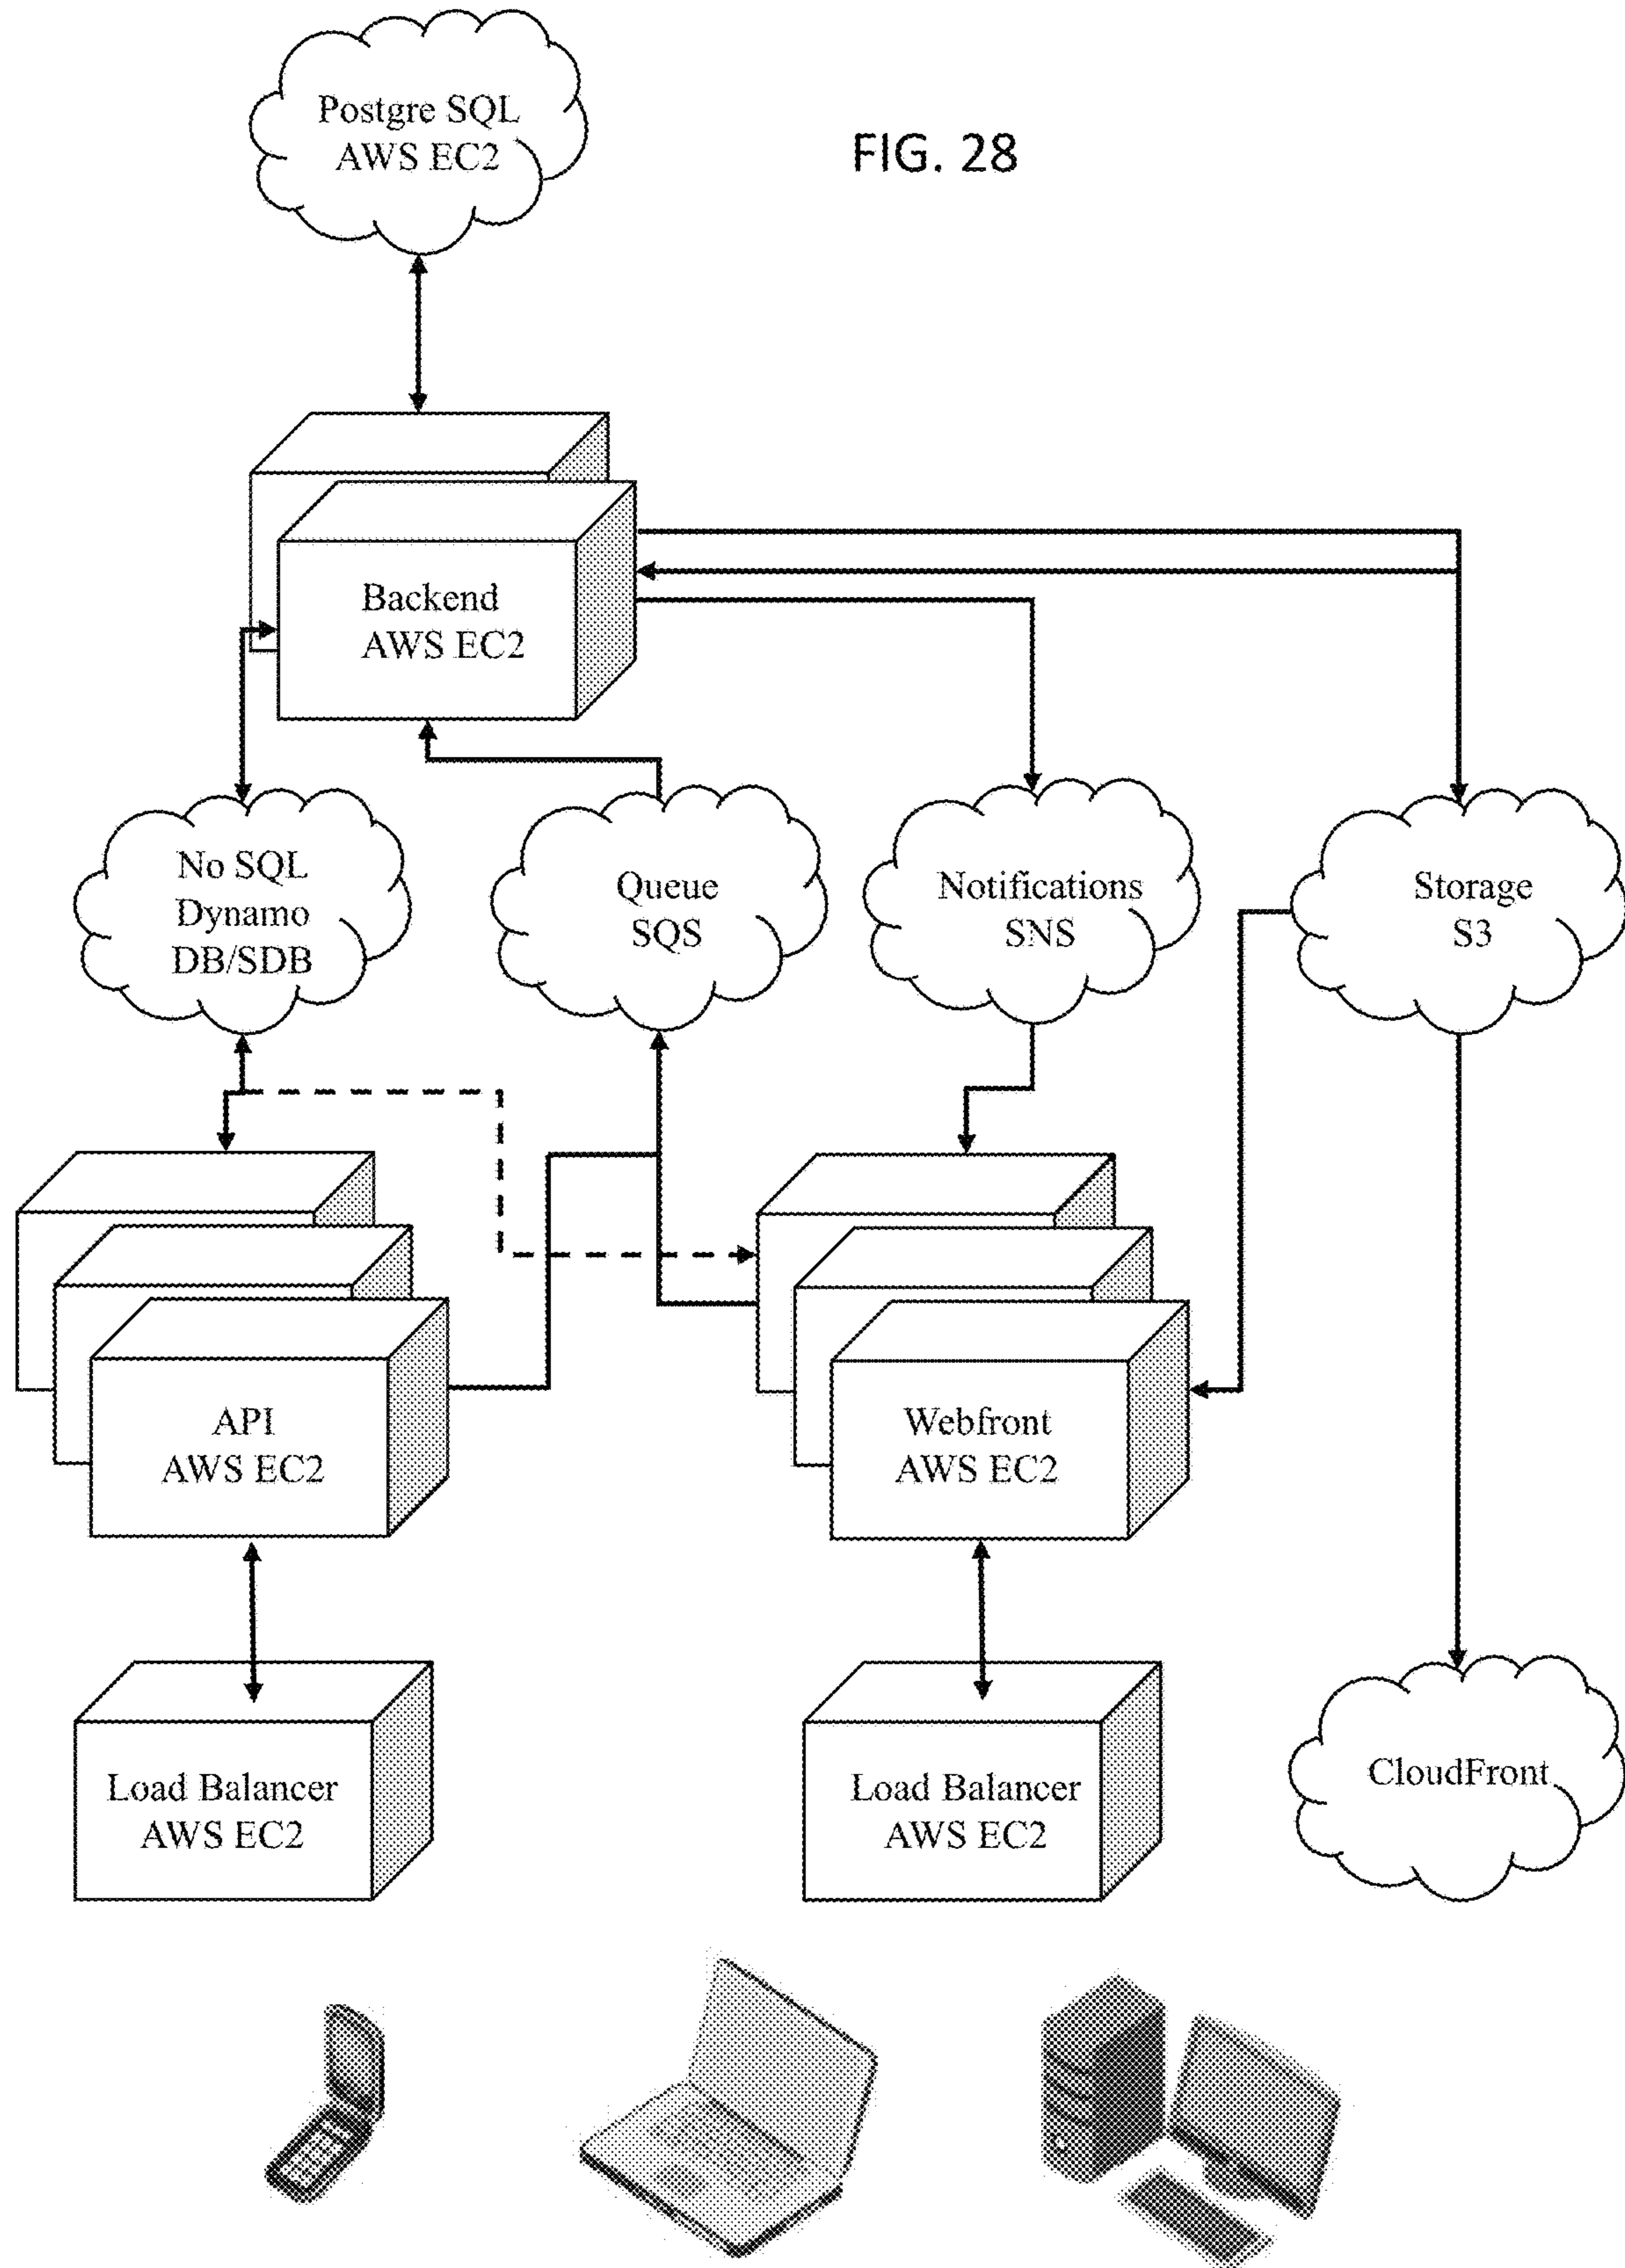 Postgre SQL
AWS EC2
FIG. 28
Backend
AWS EC2
No SQL
Dynamo
DB/SDB
Queue
SQS
Notifications
SNS
Storage
S3
API
AWS EC2
Webfront
AWS EC2
Load Balancer
AWS EC2
Load Balancer
AWS EC2
CloudFront